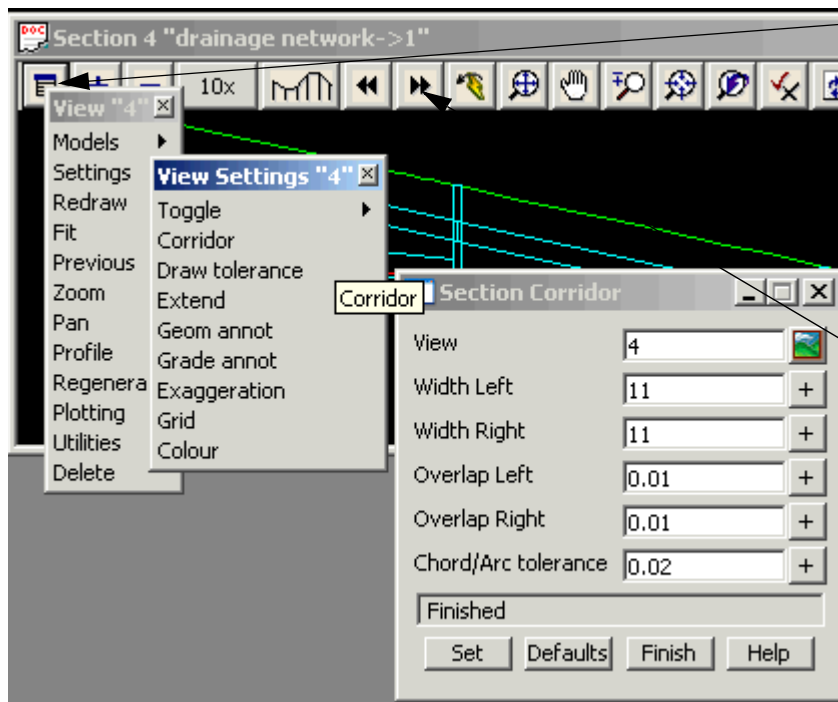 DOC
Section 4 "drainage network->1"
10x
View "4"
Models
Settings
Redraw
Fit
Previous
Zoom
Pan
Profile
Regenera
Plotting
Utilities
Delete
View Settings "4"
Toggle
Corridor
Draw tolerance
Extend
Geom annot
Grade annot
Exaggeration
Grid
Colour
Corridor
Section Corridor
View 4
Width Left 11
Width Right 11
Overlap Left 0.01
Overlap Right 0.01
Chord/Arc tolerance 0.02
Finished
Set Defaults Finish Help